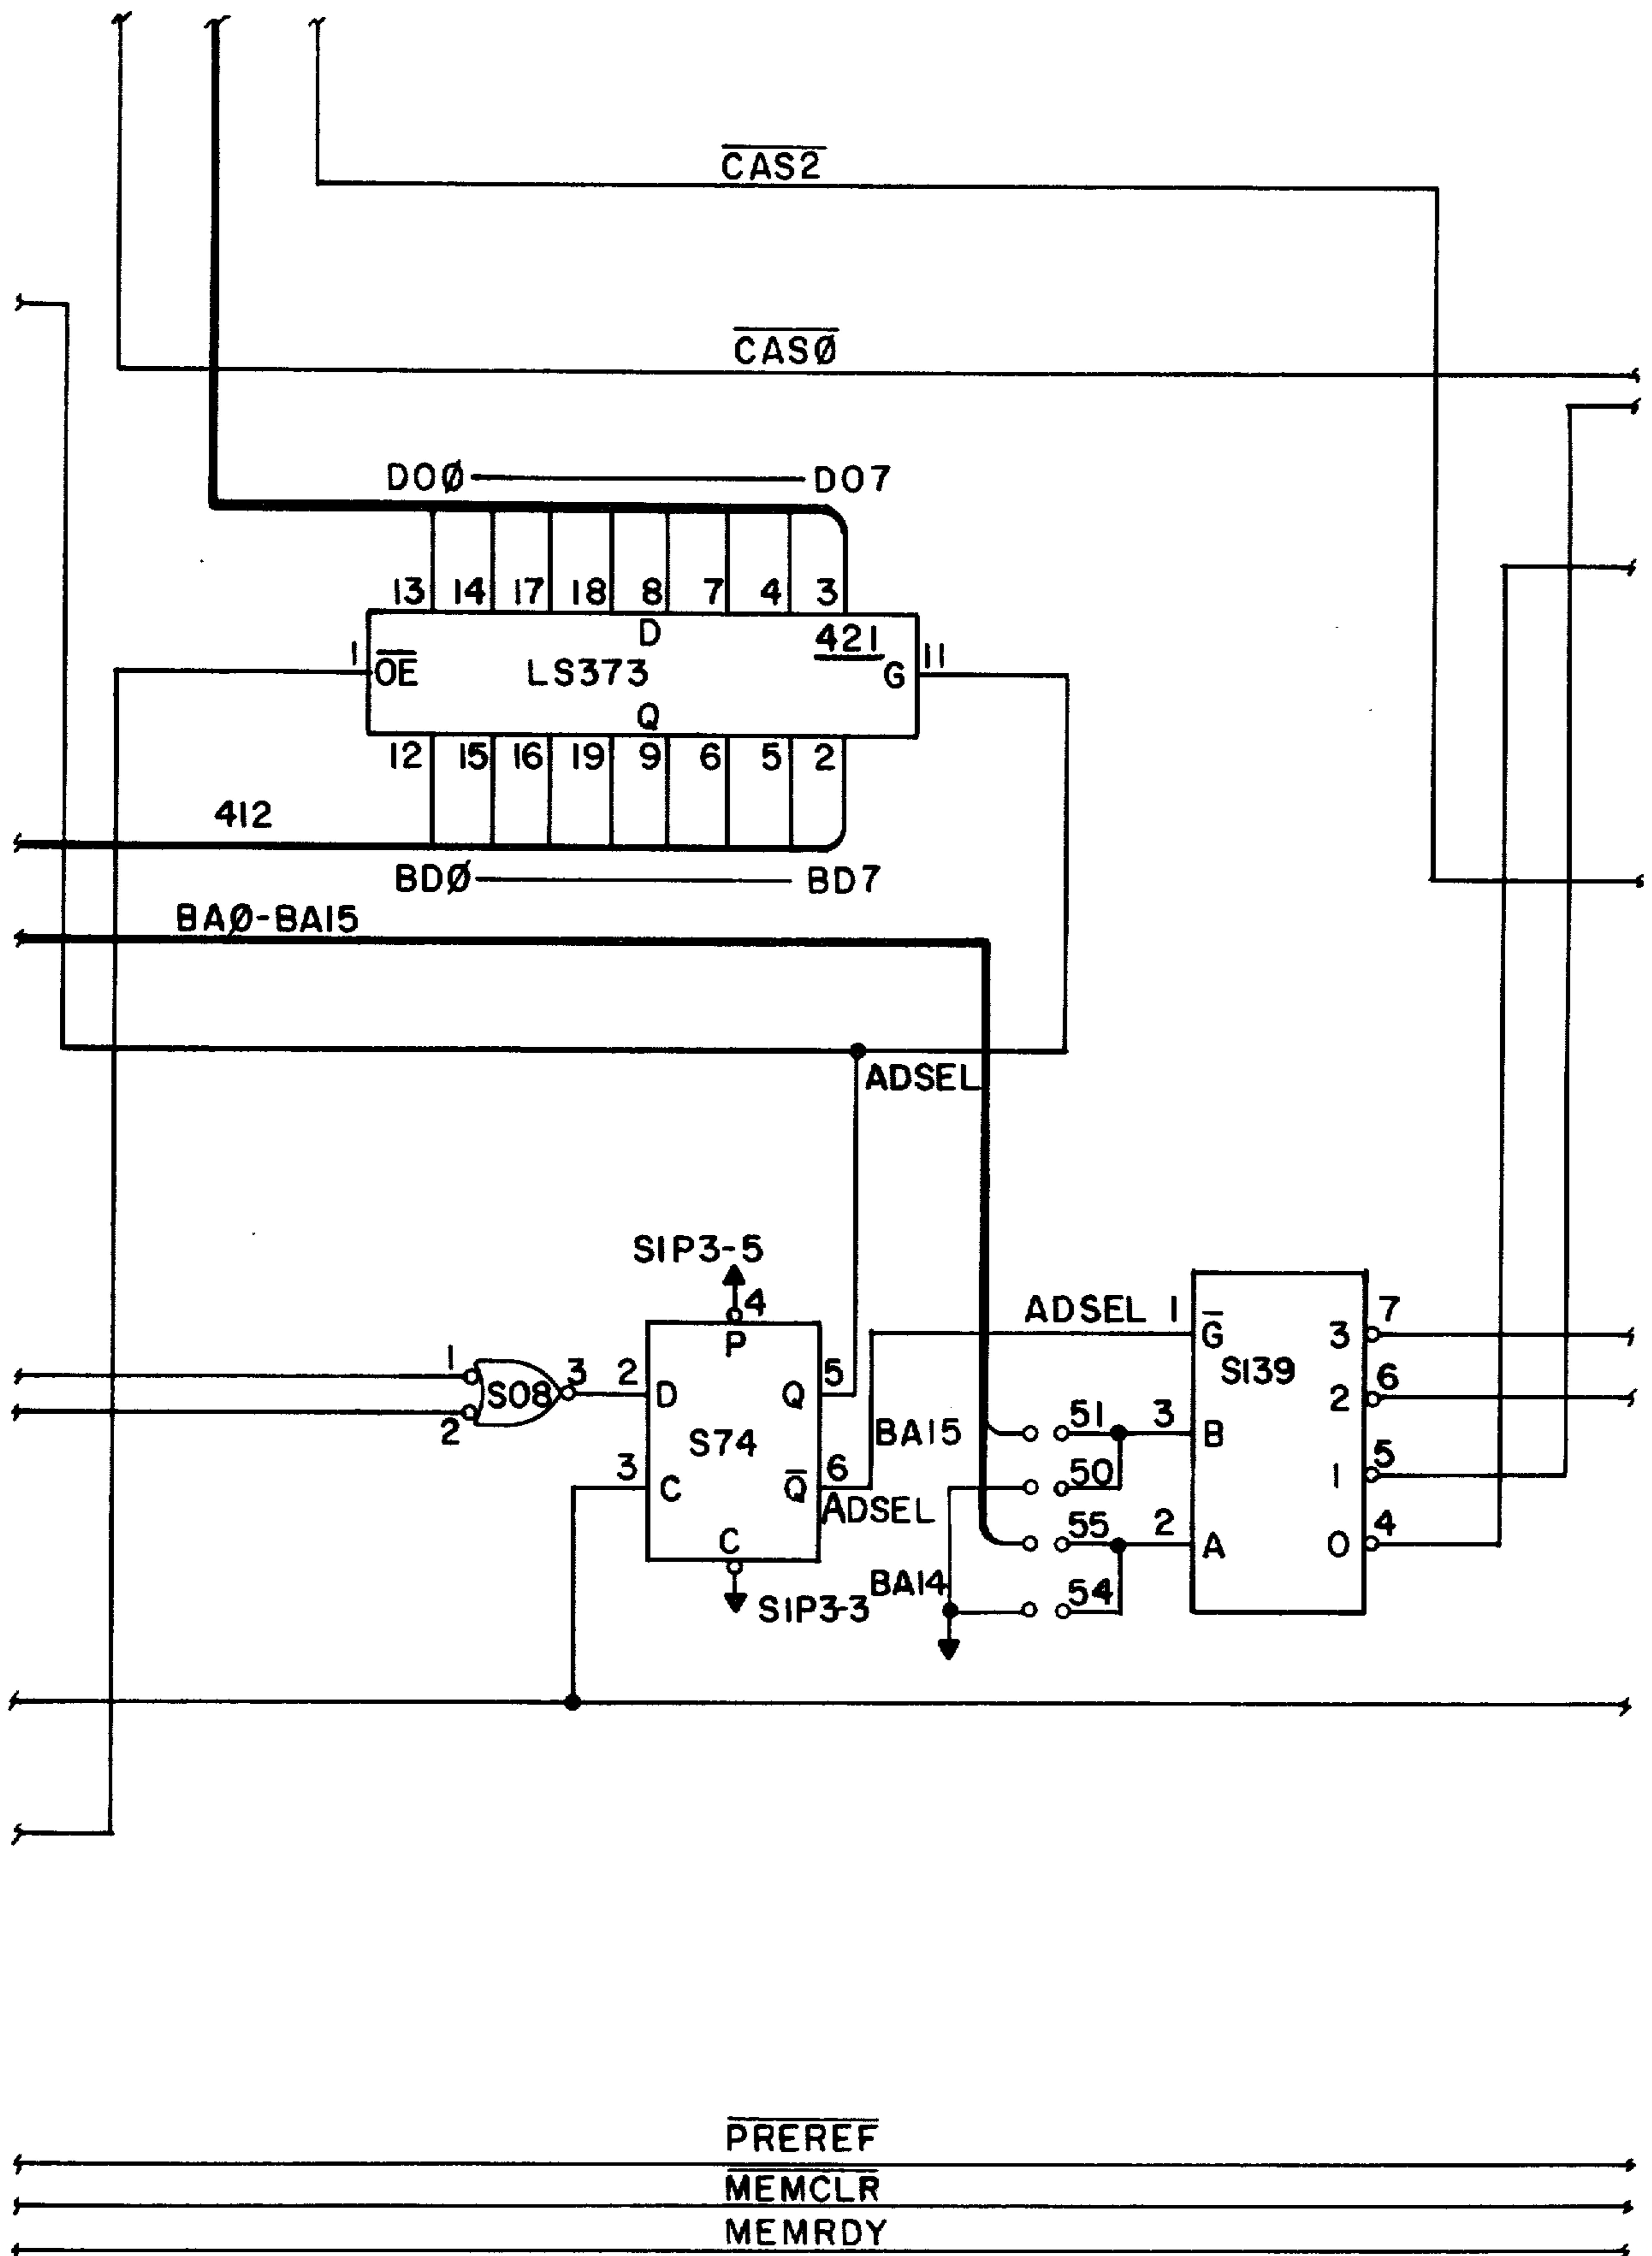 CAS2
CASØ
DOØ DO7
13 14 17 18 8 7 4 3
D 421
1 OE LS373 G 11
Q
12 15 16 19 9 6 5 2
412
BDØ BD7
BAØ-BA15
ADSEL
SIP3-5
4
P
1 2 S08 3
2 D Q 5
S74
3 C Q 6
ADSEL
C
SIP3-3
ADSEL 1 G
S139
BA15
51 3 B
50
55 2 A
BA14
54
3 7
2 6
1 5
0 4
PREREF
MEMCLR
MEMRDY